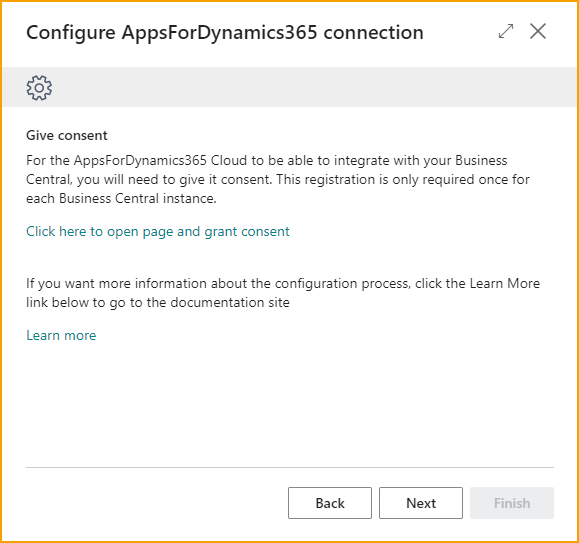 Configure AppsForDynamics365 connection
Give consent
For the AppsForDynamics365 Cloud to be able to integrate with your Business
Central, you will need to give it consent. This registration is only required once for
each Business Central instance.
Click here to open page and grant consent
If you want more information about the configuration process, click the Learn More
link below to go to the documentation site
Learn more
Back
Next
Finish